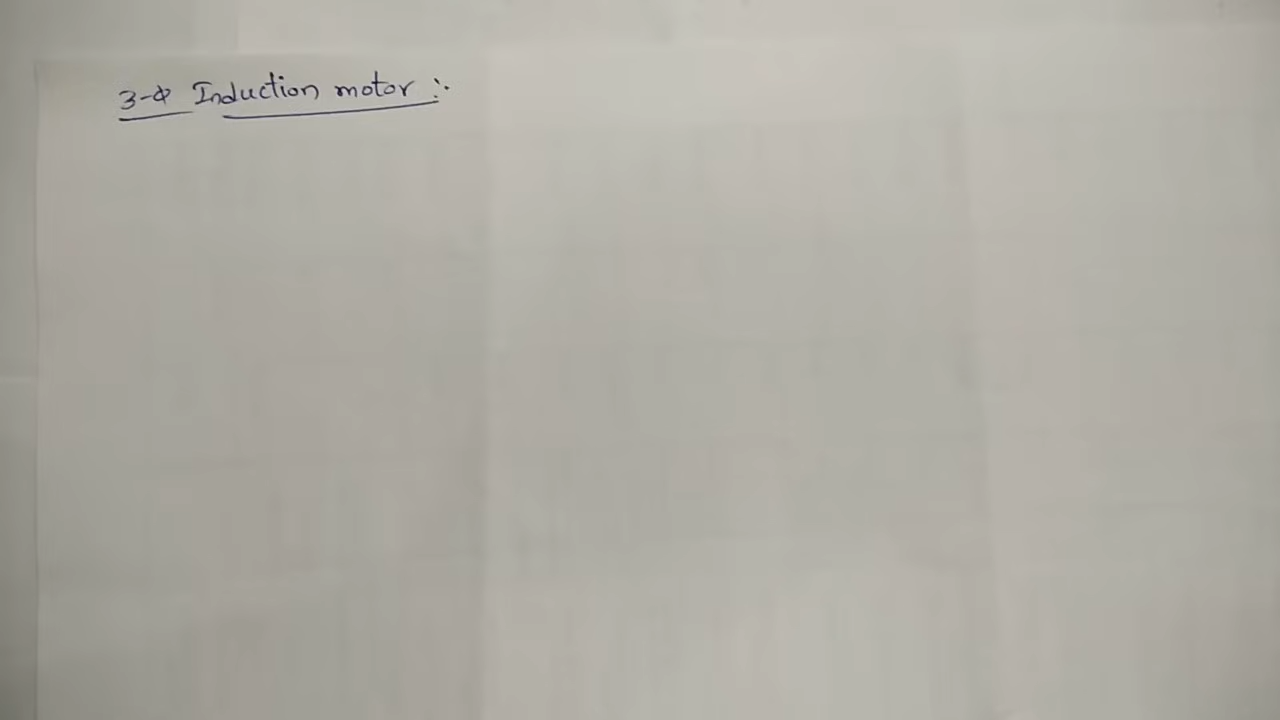 3-Φ Induction motor :-